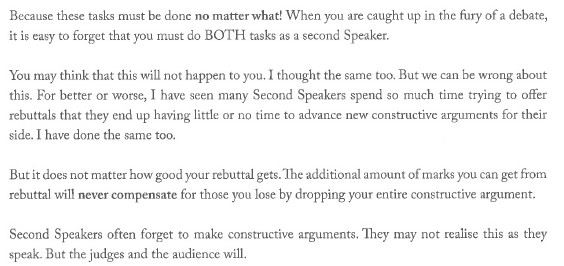 Because these tasks must be done no matter what! When you are caught up in the fury of a debate,
it is easy to forget that you must do BOTH tasks as a second Speaker.
You may think that this will not happen to you. I thought the same too. But we can be wrong about
this. For better or worse, I have seen many Second Speakers spend so much time trying to offer
rebuttals that they end up having little or no time to advance new constructive arguments for their
side. I have done the same too.
But it does not matter how good your rebuttal gets. The additional amount of marks you can get from
rebuttal will never compensate for those you lose by dropping your entire constructive argument.
Second Speakers often forget to make constructive arguments. They may not realise this as they
speak. But the judges and the audience will.